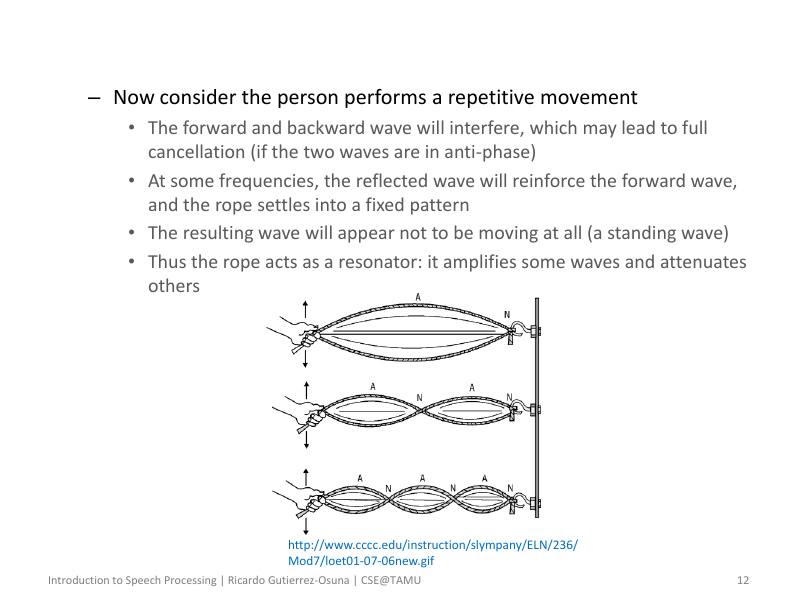 – Now consider the person performs a repetitive movement
• The forward and backward wave will interfere, which may lead to full
cancellation (if the two waves are in anti-phase)
• At some frequencies, the reflected wave will reinforce the forward wave,
and the rope settles into a fixed pattern
• The resulting wave will appear not to be moving at all (a standing wave)
• Thus the rope acts as a resonator: it amplifies some waves and attenuates
others
A
N
A A
N N
A A A
N N N
http://www.cccc.edu/instruction/slympany/ELN/236/
Mod7/loet01-07-06new.gif
Introduction to Speech Processing | Ricardo Gutierrez-Osuna | CSE@TAMU 12